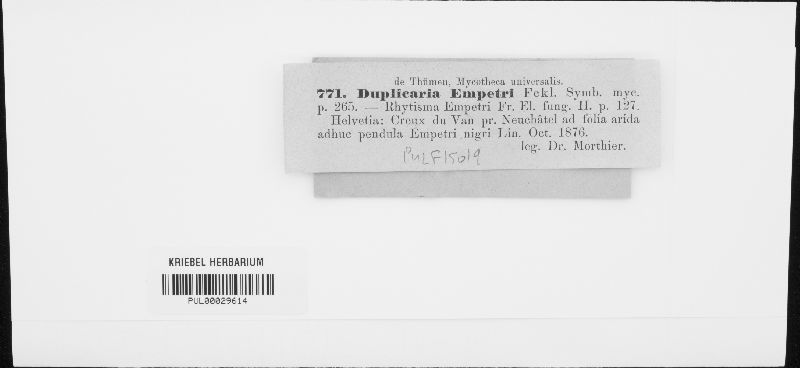 de Thümen, Mycotheca universalis.
771. Duplicaria Empetri Fckl. Symb. myc.
p. 265. — Rhytisma Empetri Fr. El. fung. II. p. 127.
Helvetia: Creux du Van pr. Neuchâtel ad folia arida
adhuc pendula Empetri nigri Lin. Oct. 1876.
leg. Dr. Morthier.
PULF15019
KRIEBEL HERBARIUM
PUL00029614